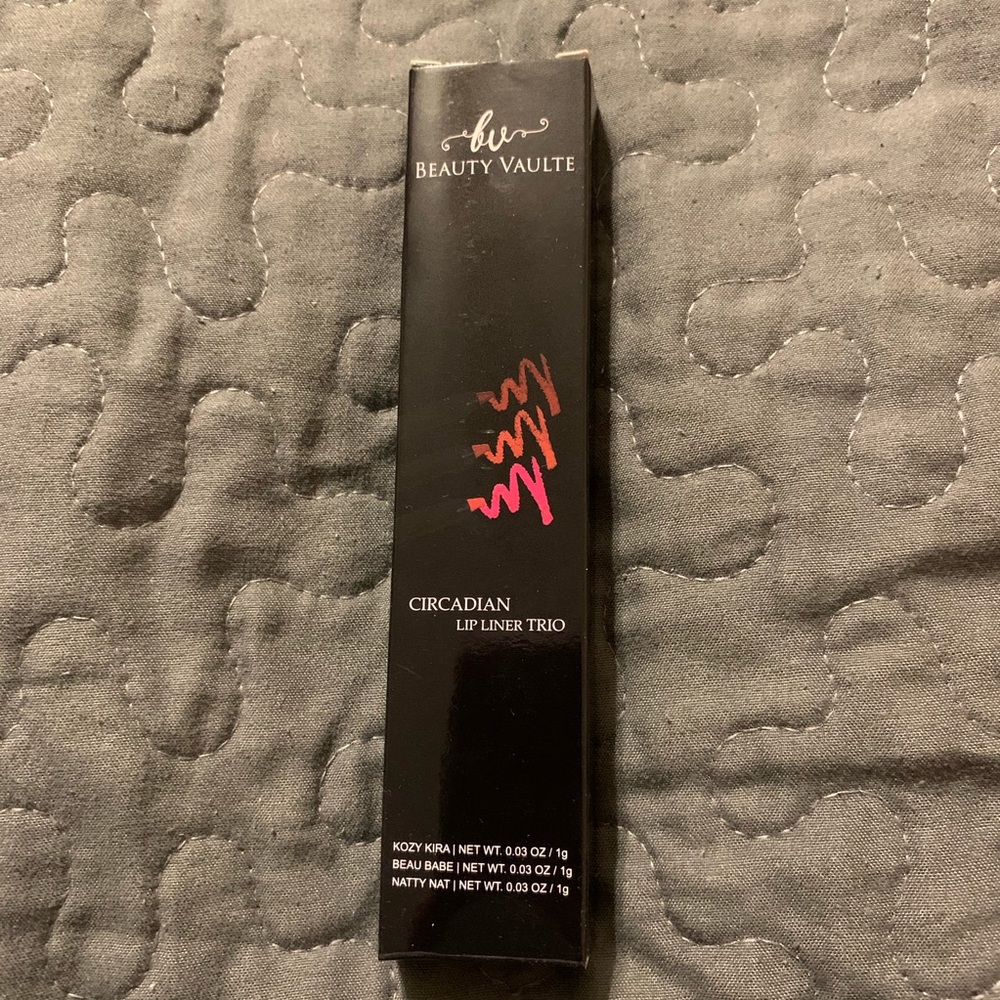 bv
BEAUTY VAULTE
CIRCADIAN
LIP LINER TRIO
KOZY KIRA | NET WT. 0.03 OZ / 1g
BEAU BABE | NET WT. 0.03 OZ / 1g
NATTY NAT | NET WT. 0.03 OZ / 1g